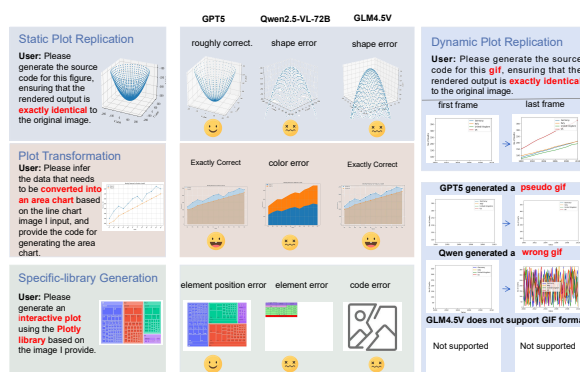 GPT5
Qwen2.5-VL-72B
GLM4.5V
Static Plot Replication
User: Please
generate the source
code for this figure,
ensuring that the
rendered output is
exactly identical to
the original image.
roughly correct.
shape error
shape error
Plot Transformation
User: Please infer
the data that needs
to be converted into
an area chart based
on the line chart
image I input, and
provide the code for
generating the area
chart.
Exactly Correct
color error
Exactly Correct
Specific-library Generation
User: Please
generate an
interactive plot
using the Plotly
library based on
the image I provide.
element position error
element error
code error
Dynamic Plot Replication
User: Please generate the source
code for this gif, ensuring that the
rendered output is exactly identical
to the original image.
first frame
last frame
GPT5 generated a pseudo gif
Qwen generated a wrong gif
GLM4.5V does not support GIF forma
Not supported
Not supported